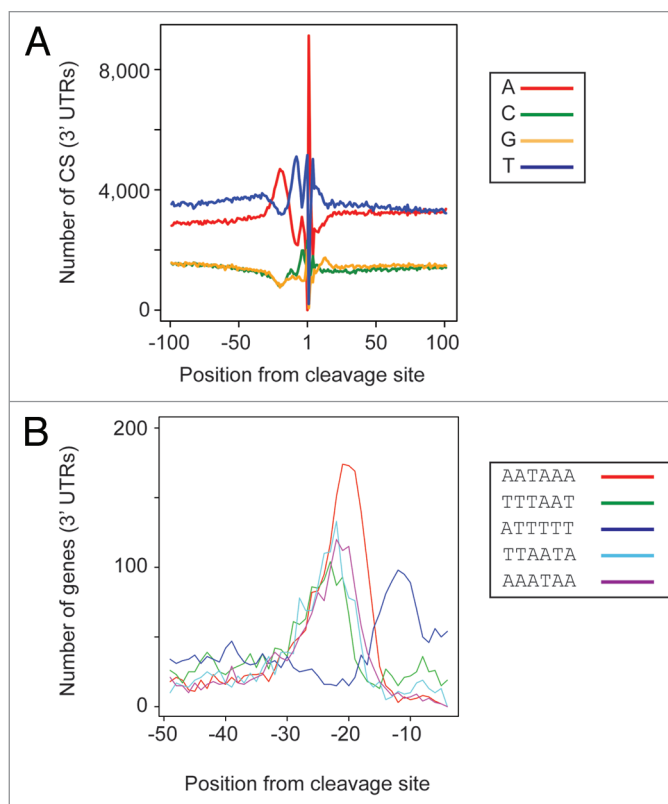 A
Number of CS (3' UTRs)
8,000
4,000
0
-100
-50
1
50
100
Position from cleavage site
A
C
G
T
B
Number of genes (3' UTRs)
200
100
0
-50
-40
-30
-20
-10
Position from cleavage site
AATAAA
TTTAAT
ATTTTT
TTAATA
AAATAA